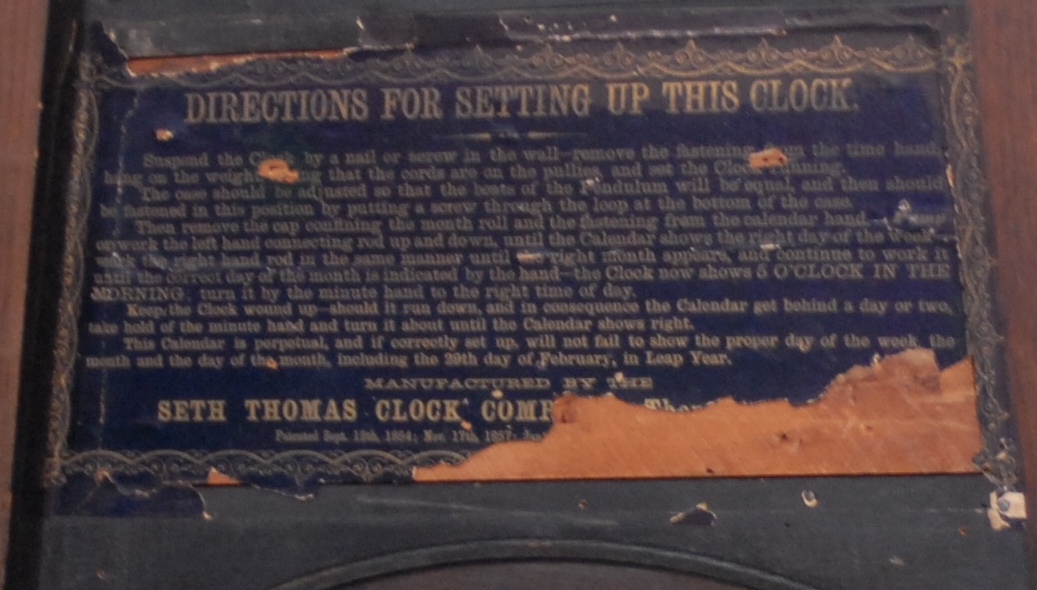 DIRECTIONS FOR SETTING UP THIS CLOCK.
Suspend the by a nail or screw in the wall—remove the fastening the time hand,
hang on the that the cords are on the pullies, and set the Clock running.
The case should be adjusted so that the beats of the Pendulum will be equal, and then should
be fastened in this position by putting a screw through the loop at the bottom of the case.
Then remove the cap confining the month roll and the fastening from the calendar hand
or work the left hand connecting rod up and down, until the Calendar shows the right day of the week—
work the right hand rod in the same manner until right month appears, and continue to work it
until the correct day of the month is indicated by the hand—the Clock now shows 5 O'CLOCK IN THE
MORNING; turn it by the minute hand to the right time of day.
Keep the Clock wound up—should it run down, and in consequence the Calendar get behind a day or two,
take hold of the minute hand and turn it about until the Calendar shows right.
This Calendar is perpetual, and if correctly set up, will not fail to show the proper day of the week, the
month and the day of the month, including the 29th day of February, in Leap Year.
MANUFACTURED BY THE
SETH THOMAS CLOCK COMP
Patented Sept. 19th, 1854; Nov. 17th, 1857;